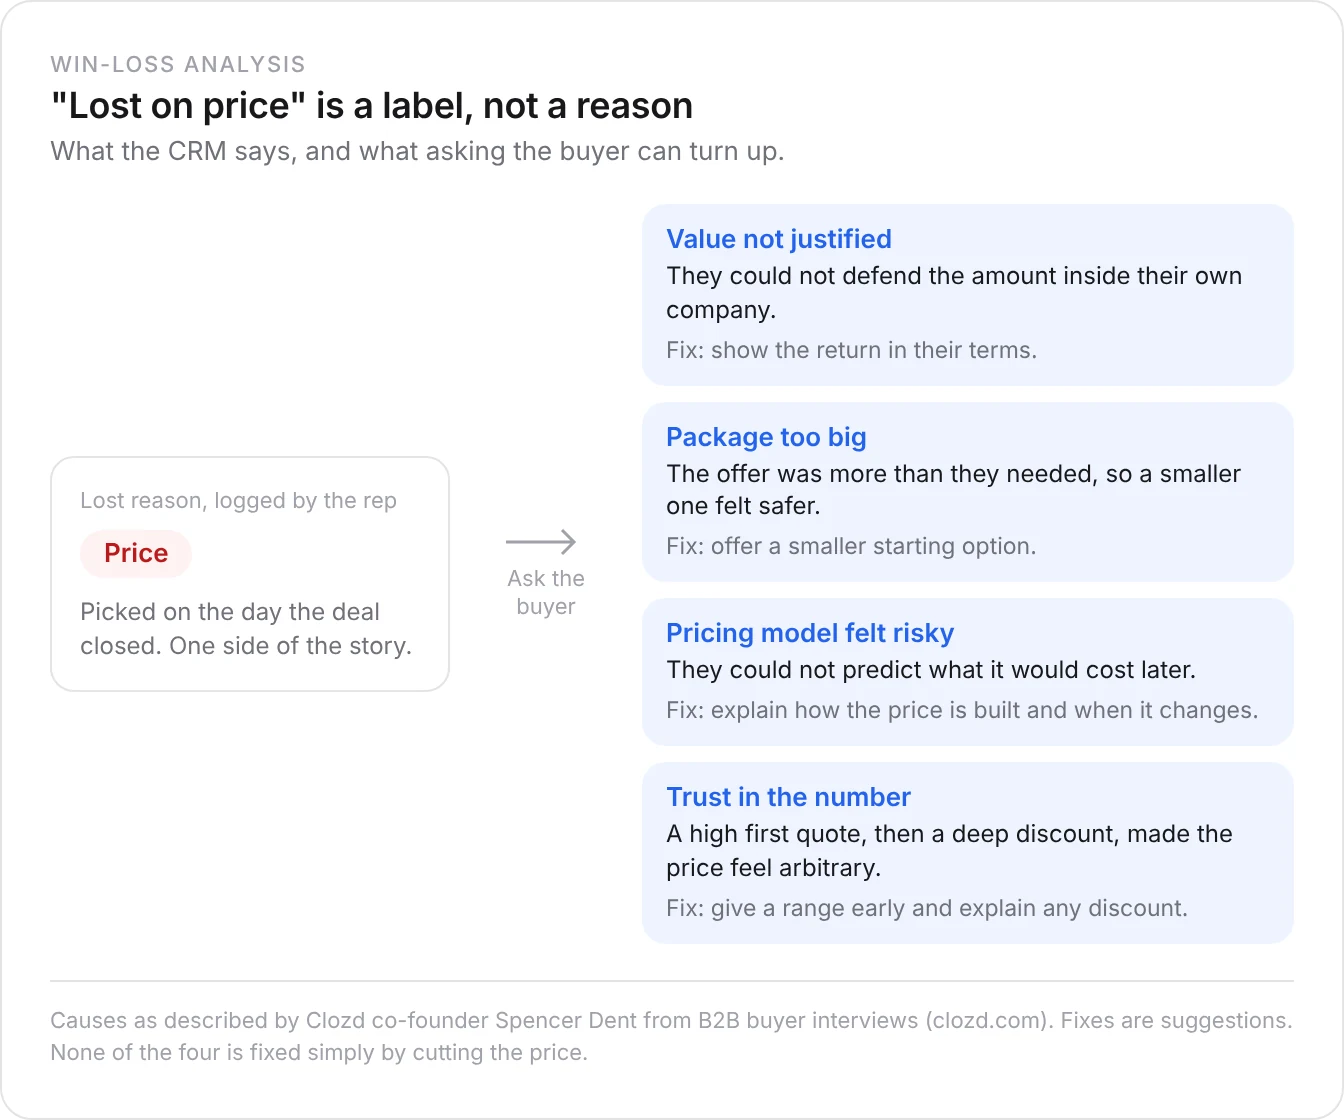 WIN-LOSS ANALYSIS
"Lost on price" is a label, not a reason
What the CRM says, and what asking the buyer can turn up.
Lost reason, logged by the rep
Price
Picked on the day the deal
closed. One side of the story.
Ask the
buyer
Value not justified
They could not defend the amount inside their own
company.
Fix: show the return in their terms.
Package too big
The offer was more than they needed, so a smaller
one felt safer.
Fix: offer a smaller starting option.
Pricing model felt risky
They could not predict what it would cost later.
Fix: explain how the price is built and when it changes.
Trust in the number
A high first quote, then a deep discount, made the
price feel arbitrary.
Fix: give a range early and explain any discount.
Causes as described by Clozd co-founder Spencer Dent from B2B buyer interviews (clozd.com). Fixes are suggestions.
None of the four is fixed simply by cutting the price.